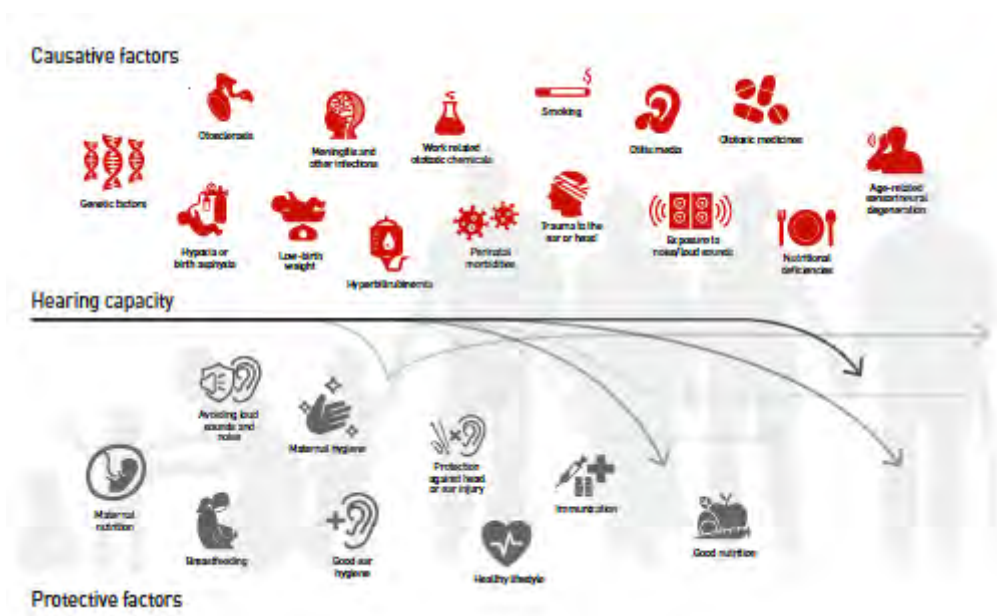 Causative factors
Genetic factors
Otosclerosis
Meningitis and
other infections
Work related
ototoxic chemicals
Smoking
Otitis media
Ototoxic medicines
Age-related
sensorineural
degeneration
Hypoxia or
birth asphyxia
Low-birth
weight
Hyperbilirubinemia
Perinatal
morbidities
Trauma to the
ear or head
Exposure to
noise/loud sounds
Nutritional
deficiencies
Hearing capacity
Avoiding loud
sounds and
noise
Maternal hygiene
Protection
against head
or ear injury
Maternal
nutrition
Breastfeeding
Good ear
hygiene
Healthy lifestyle
Immunization
Good nutrition
Protective factors